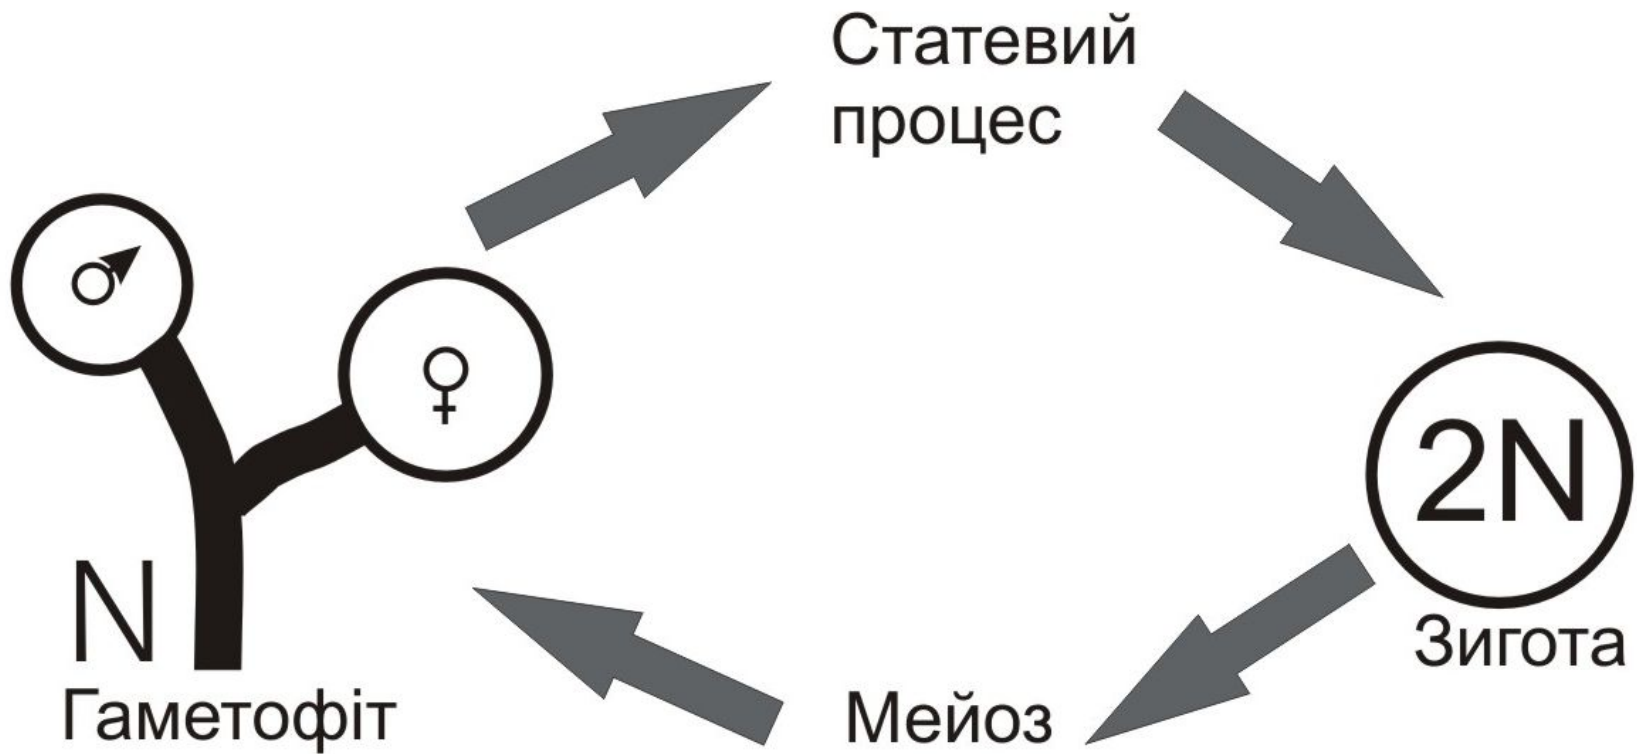 Статевий
процес
2N
Зигота
N
Гаметофіт
Мейоз